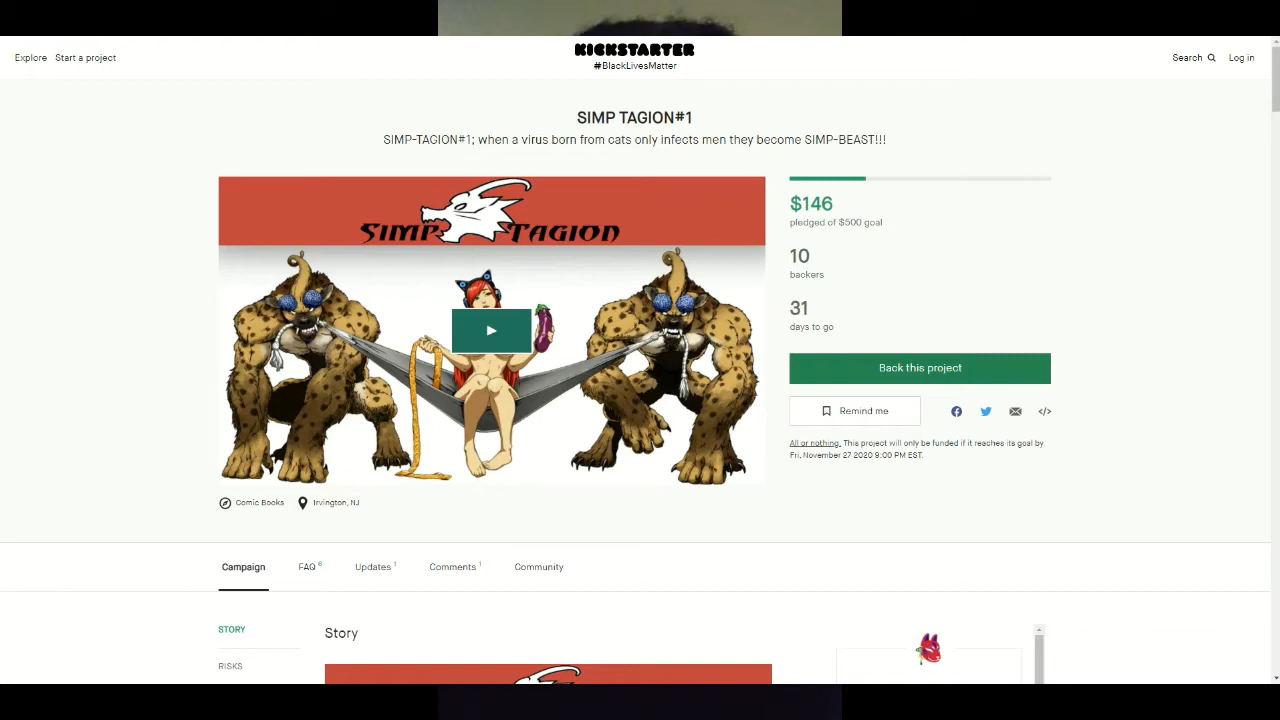 KICKSTARTER
Explore Start a project
#BlackLivesMatter
Search
Log in
SIMP TAGION#1
SIMP-TAGION#1; when a virus born from cats only infects men they become SIMP-BEAST!!!
SIMP TAGION
$146
pledged of $500 goal
10
backers
31
days to go
Back this project
Remind me
All or nothing. This project will only be funded if it reaches its goal by
Fri, November 27 2020 9:00 PM EST.
Comic Books Irvington, NJ
Campaign FAQ 6 Updates 1 Comments 1 Community
STORY
Story
RISKS